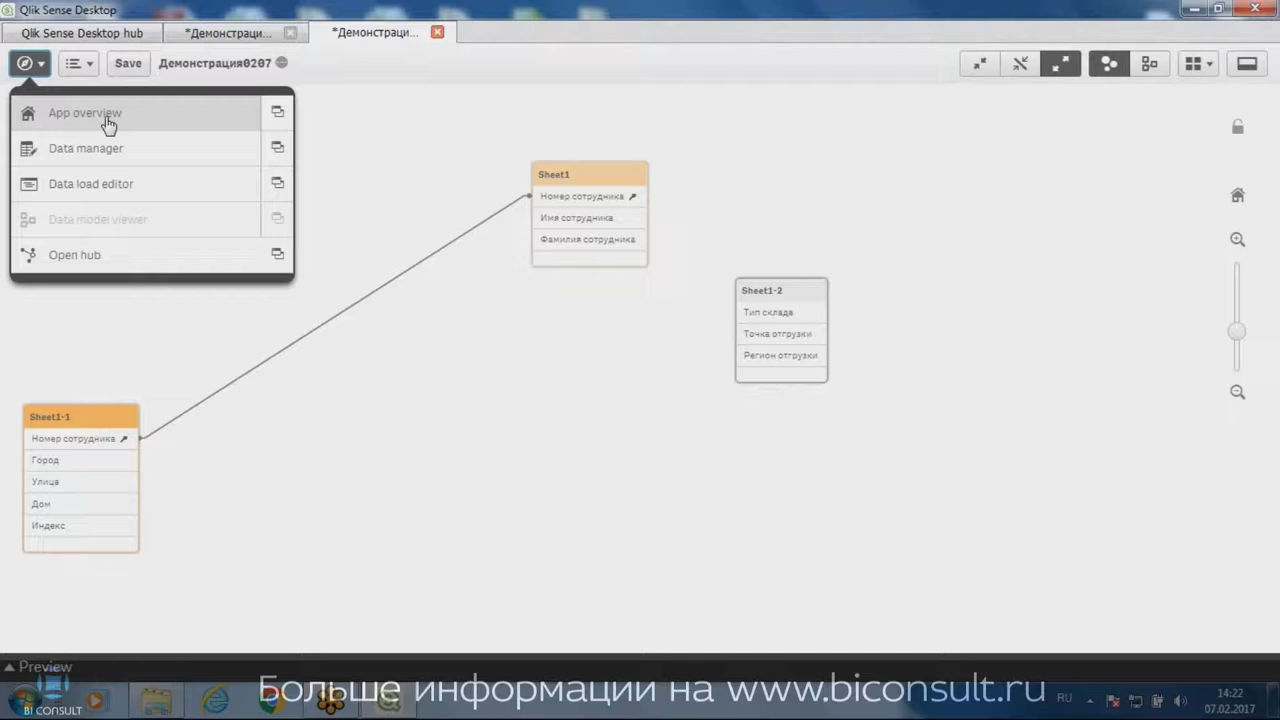 Qlik Sense Desktop
Qlik Sense Desktop hub
*Демонстраци...
*Демонстраци...
Save
Демонстрация0207
App overview
Data manager
Data load editor
Data model viewer
Open hub
Sheet1
Номер сотрудника
Имя сотрудника
Фамилия сотрудника
Sheet1-2
Тип склада
Точка отгрузки
Регион отгрузки
Sheet1-1
Номер сотрудника
Город
Улица
Дом
Индекс
Preview
Больше информации на www.biconsult.ru
BI CONSULT
RU
14:22
07.02.2017